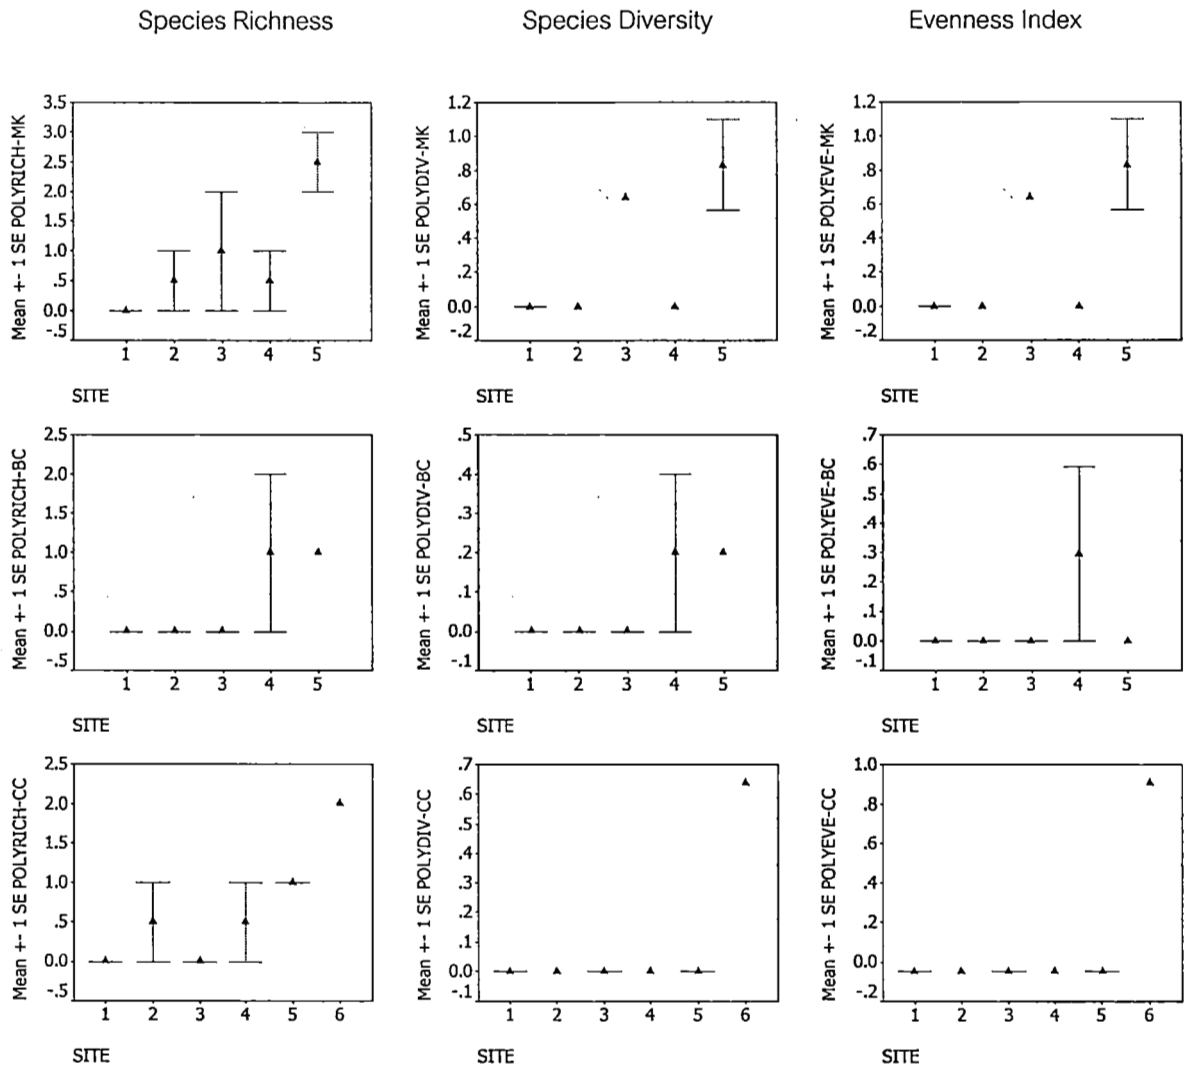 Species Richness
Species Diversity
Evenness Index
Mean +- 1 SE POLYRICH-MK
3.5
3.0
2.5
2.0
1.5
1.0
.5
0.0
-.5
1 2 3 4 5
SITE
Mean +- 1 SE POLYDIV-MK
1.2
1.0
.8
.6
.4
.2
0.0
-.2
1 2 3 4 5
SITE
Mean +- 1 SE POLYEVE-MK
1.2
1.0
.8
.6
.4
.2
0.0
-.2
1 2 3 4 5
SITE
Mean +- 1 SE POLYRICH-BC
2.5
2.0
1.5
1.0
.5
0.0
-.5
1 2 3 4 5
SITE
Mean +- 1 SE POLYDIV-BC
.5
.4
.3
.2
.1
0.0
-.1
1 2 3 4 5
SITE
Mean +- 1 SE POLYEVE-BC
.7
.6
.5
.4
.3
.2
.1
0.0
-.1
1 2 3 4 5
SITE
Mean +- 1 SE POLYRICH-CC
2.5
2.0
1.5
1.0
.5
0.0
-.5
1 2 3 4 5 6
SITE
Mean +- 1 SE POLYDIV-CC
.7
.6
.5
.4
.3
.2
.1
0.0
-.1
1 2 3 4 5 6
SITE
Mean +- 1 SE POLYEVE-CC
1.0
.8
.6
.4
.2
0.0
-.2
1 2 3 4 5 6
SITE